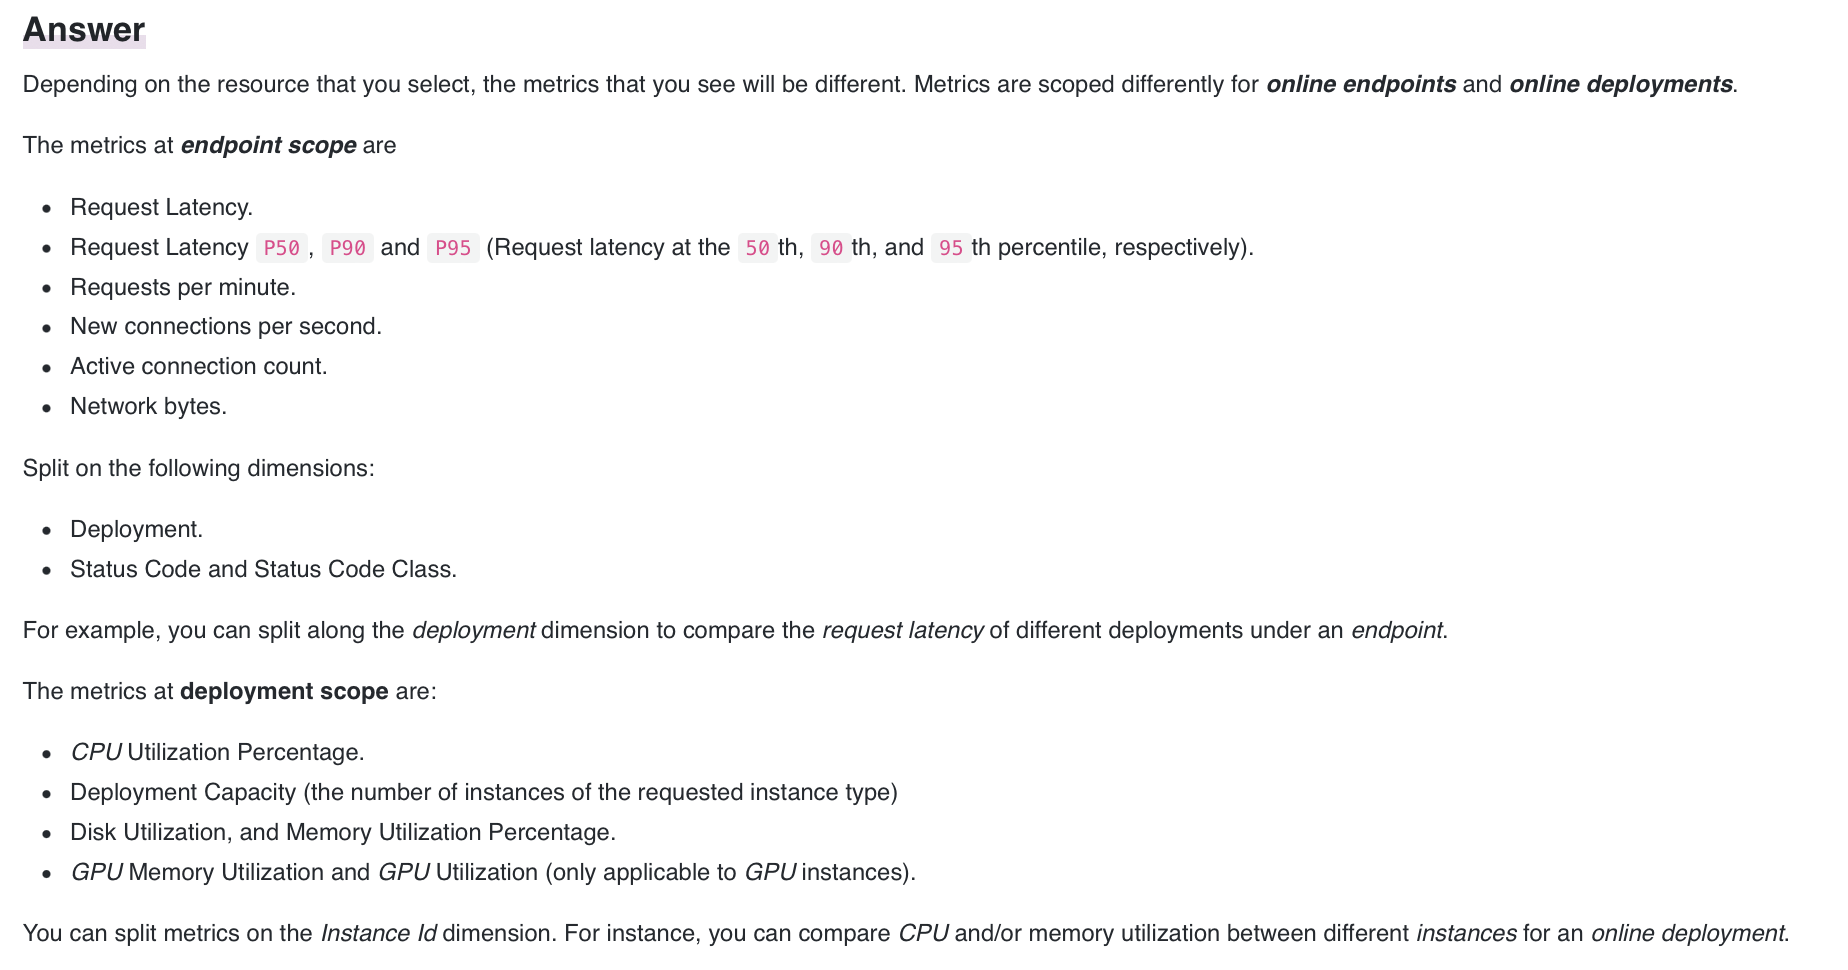 Answer
Depending on the resource that you select, the metrics that you see will be different. Metrics are scoped differently for online endpoints and online deployments.
The metrics at endpoint scope are
• Request Latency.
• Request Latency P50 , P90 and P95 (Request latency at the 50 th, 90 th, and 95 th percentile, respectively).
• Requests per minute.
• New connections per second.
• Active connection count.
• Network bytes.
Split on the following dimensions:
• Deployment.
• Status Code and Status Code Class.
For example, you can split along the deployment dimension to compare the request latency of different deployments under an endpoint.
The metrics at deployment scope are:
• CPU Utilization Percentage.
• Deployment Capacity (the number of instances of the requested instance type)
• Disk Utilization, and Memory Utilization Percentage.
• GPU Memory Utilization and GPU Utilization (only applicable to GPU instances).
You can split metrics on the Instance Id dimension. For instance, you can compare CPU and/or memory utilization between different instances for an online deployment.